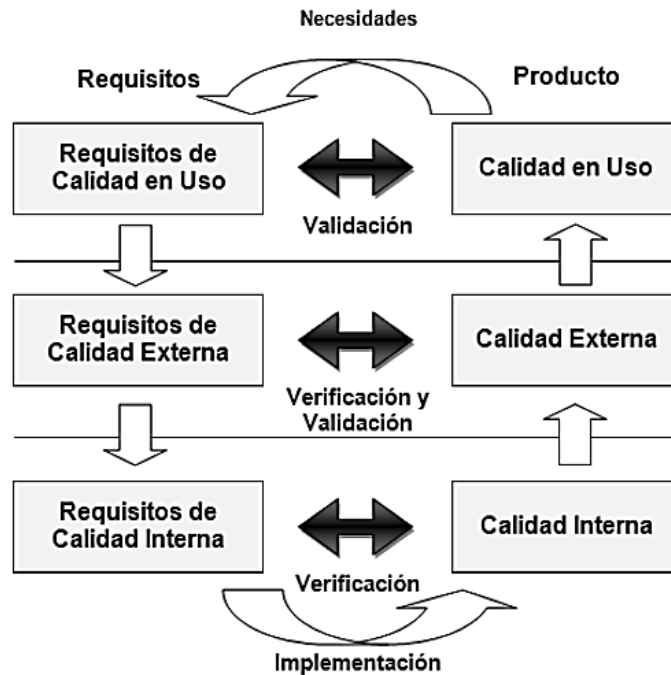 Necesidades
Requisitos
Producto
Requisitos de
Calidad en Uso
Validación
Calidad en Uso
Requisitos de
Calidad Externa
Verificación y
Validación
Calidad Externa
Requisitos de
Calidad Interna
Verificación
Calidad Interna
Implementación